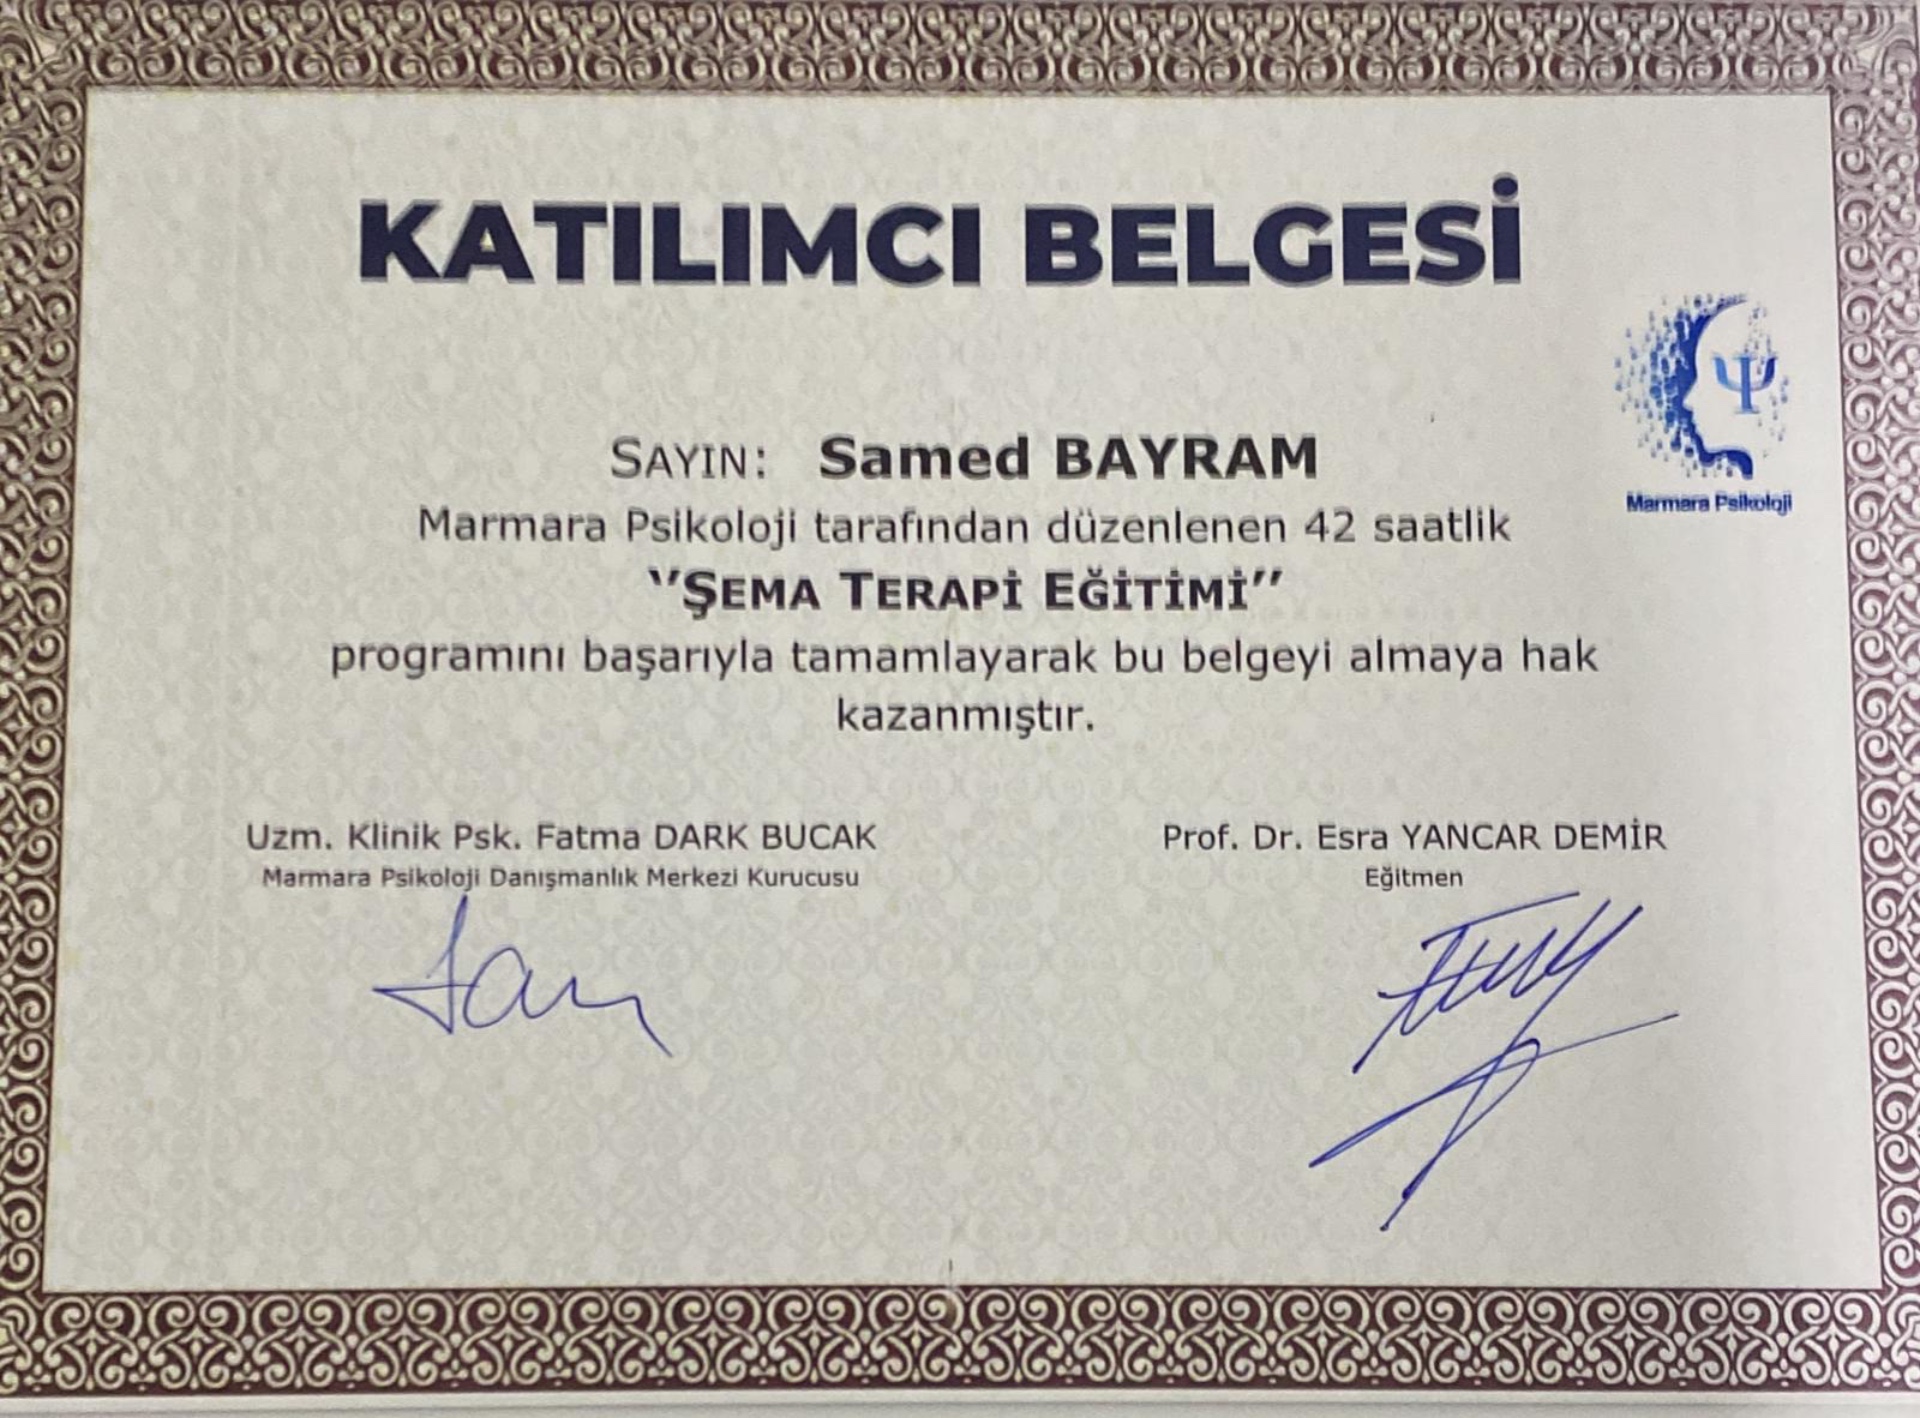 KATILIMCI BELGESİ
SAYIN: Samed BAYRAM
Marmara Psikoloji
Marmara Psikoloji tarafından düzenlenen 42 saatlik
‘’ŞEMA TERAPİ EĞİTİMİ’’
programını başarıyla tamamlayarak bu belgeyi almaya hak
kazanmıştır.
Uzm. Klinik Psk. Fatma DARK BUCAK
Marmara Psikoloji Danışmanlık Merkezi Kurucusu
Prof. Dr. Esra YANCAR DEMİR
Eğitmen